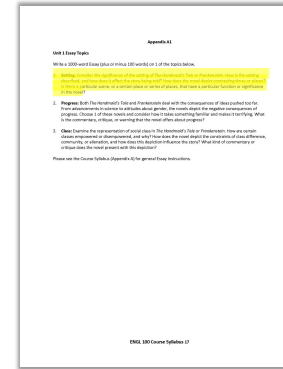 Appendix A1
Unit 1 Essay Topics
Write a 1000-word Essay (plus or minus 100 words) on 1 of the topics below.
1. Setting: Consider the significance of the setting of The Handmaid's Tale or Frankenstein. How is the setting
described, and how does it affect the story being told? How does the novel depict contrasting times or places?
Is there a particular scene, or a certain place or series of places, that have a particular function or significance
in the novel?
2. Progress: Both The Handmaid's Tale and Frankenstein deal with the consequences of ideas pushed too far.
From advancements in science to attitudes about gender, the novels depict the negative consequences of
progress. Choose 1 of these novels and consider how it takes something familiar and makes it terrifying. What
is the commentary, critique, or warning that the novel offers about progress?
3. Class: Examine the representation of social class in The Handmaid's Tale or Frankenstein. How are certain
classes empowered or disempowered, and why? How does the novel depict the constraints of class difference,
community, or alienation, and how does this depiction influence the story? What kind of commentary or
critique does the novel present with this depiction?
Please see the Course Syllabus (Appendix A) for general Essay Instructions.
ENGL 100 Course Syllabus 17